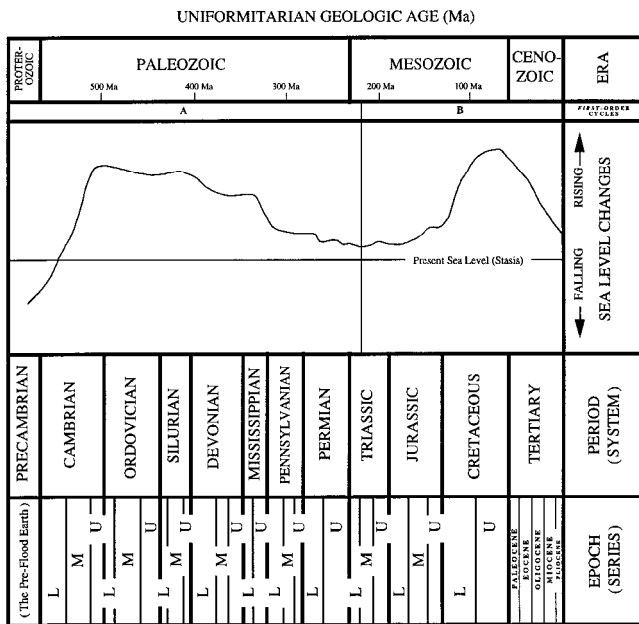 UNIFORMITARIAN GEOLOGIC AGE (Ma)
PROTER-
OZOIC
PALEOZOIC
MESOZOIC
CENO-
ZOIC
ERA
500 Ma
400 Ma
300 Ma
200 Ma
100 Ma
A
B
FIRST-ORDER
CYCLES
RISING
FALLING
SEA LEVEL CHANGES
Present Sea Level (Stasis)
PRECAMBRIAN
CAMBRIAN
ORDOVICIAN
SILURIAN
DEVONIAN
MISSISSIPPIAN
PENNSYLVANIAN
PERMIAN
TRIASSIC
JURASSIC
CRETACEOUS
TERTIARY
PERIOD
(SYSTEM)
(The Pre-Flood Earth)
L M U
L M U
L M U
L M U
L U
L M U
L U
L M U
L M U
L U
PALEOCENE
EOCENE
OLIGOCENE
MIOCENE
PLIOCENE
EPOCH
(SERIES)